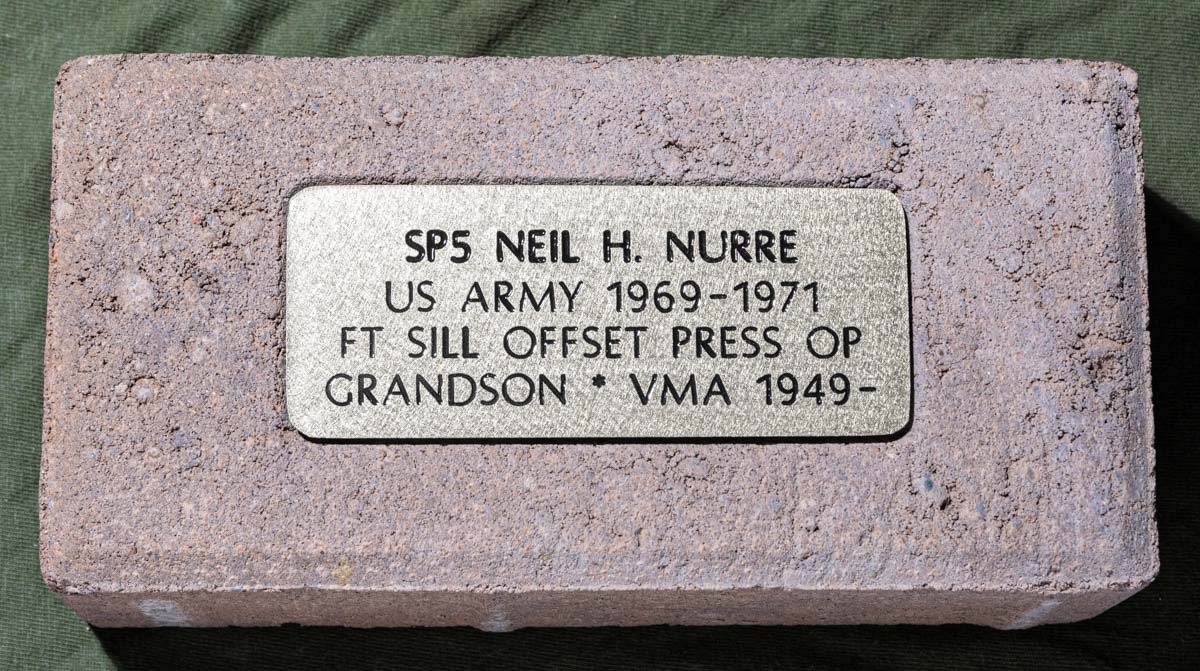 SP5 NEIL H. NURRE
US ARMY 1969-1971
FT SILL OFFSET PRESS OP
GRANDSON * VMA 1949-